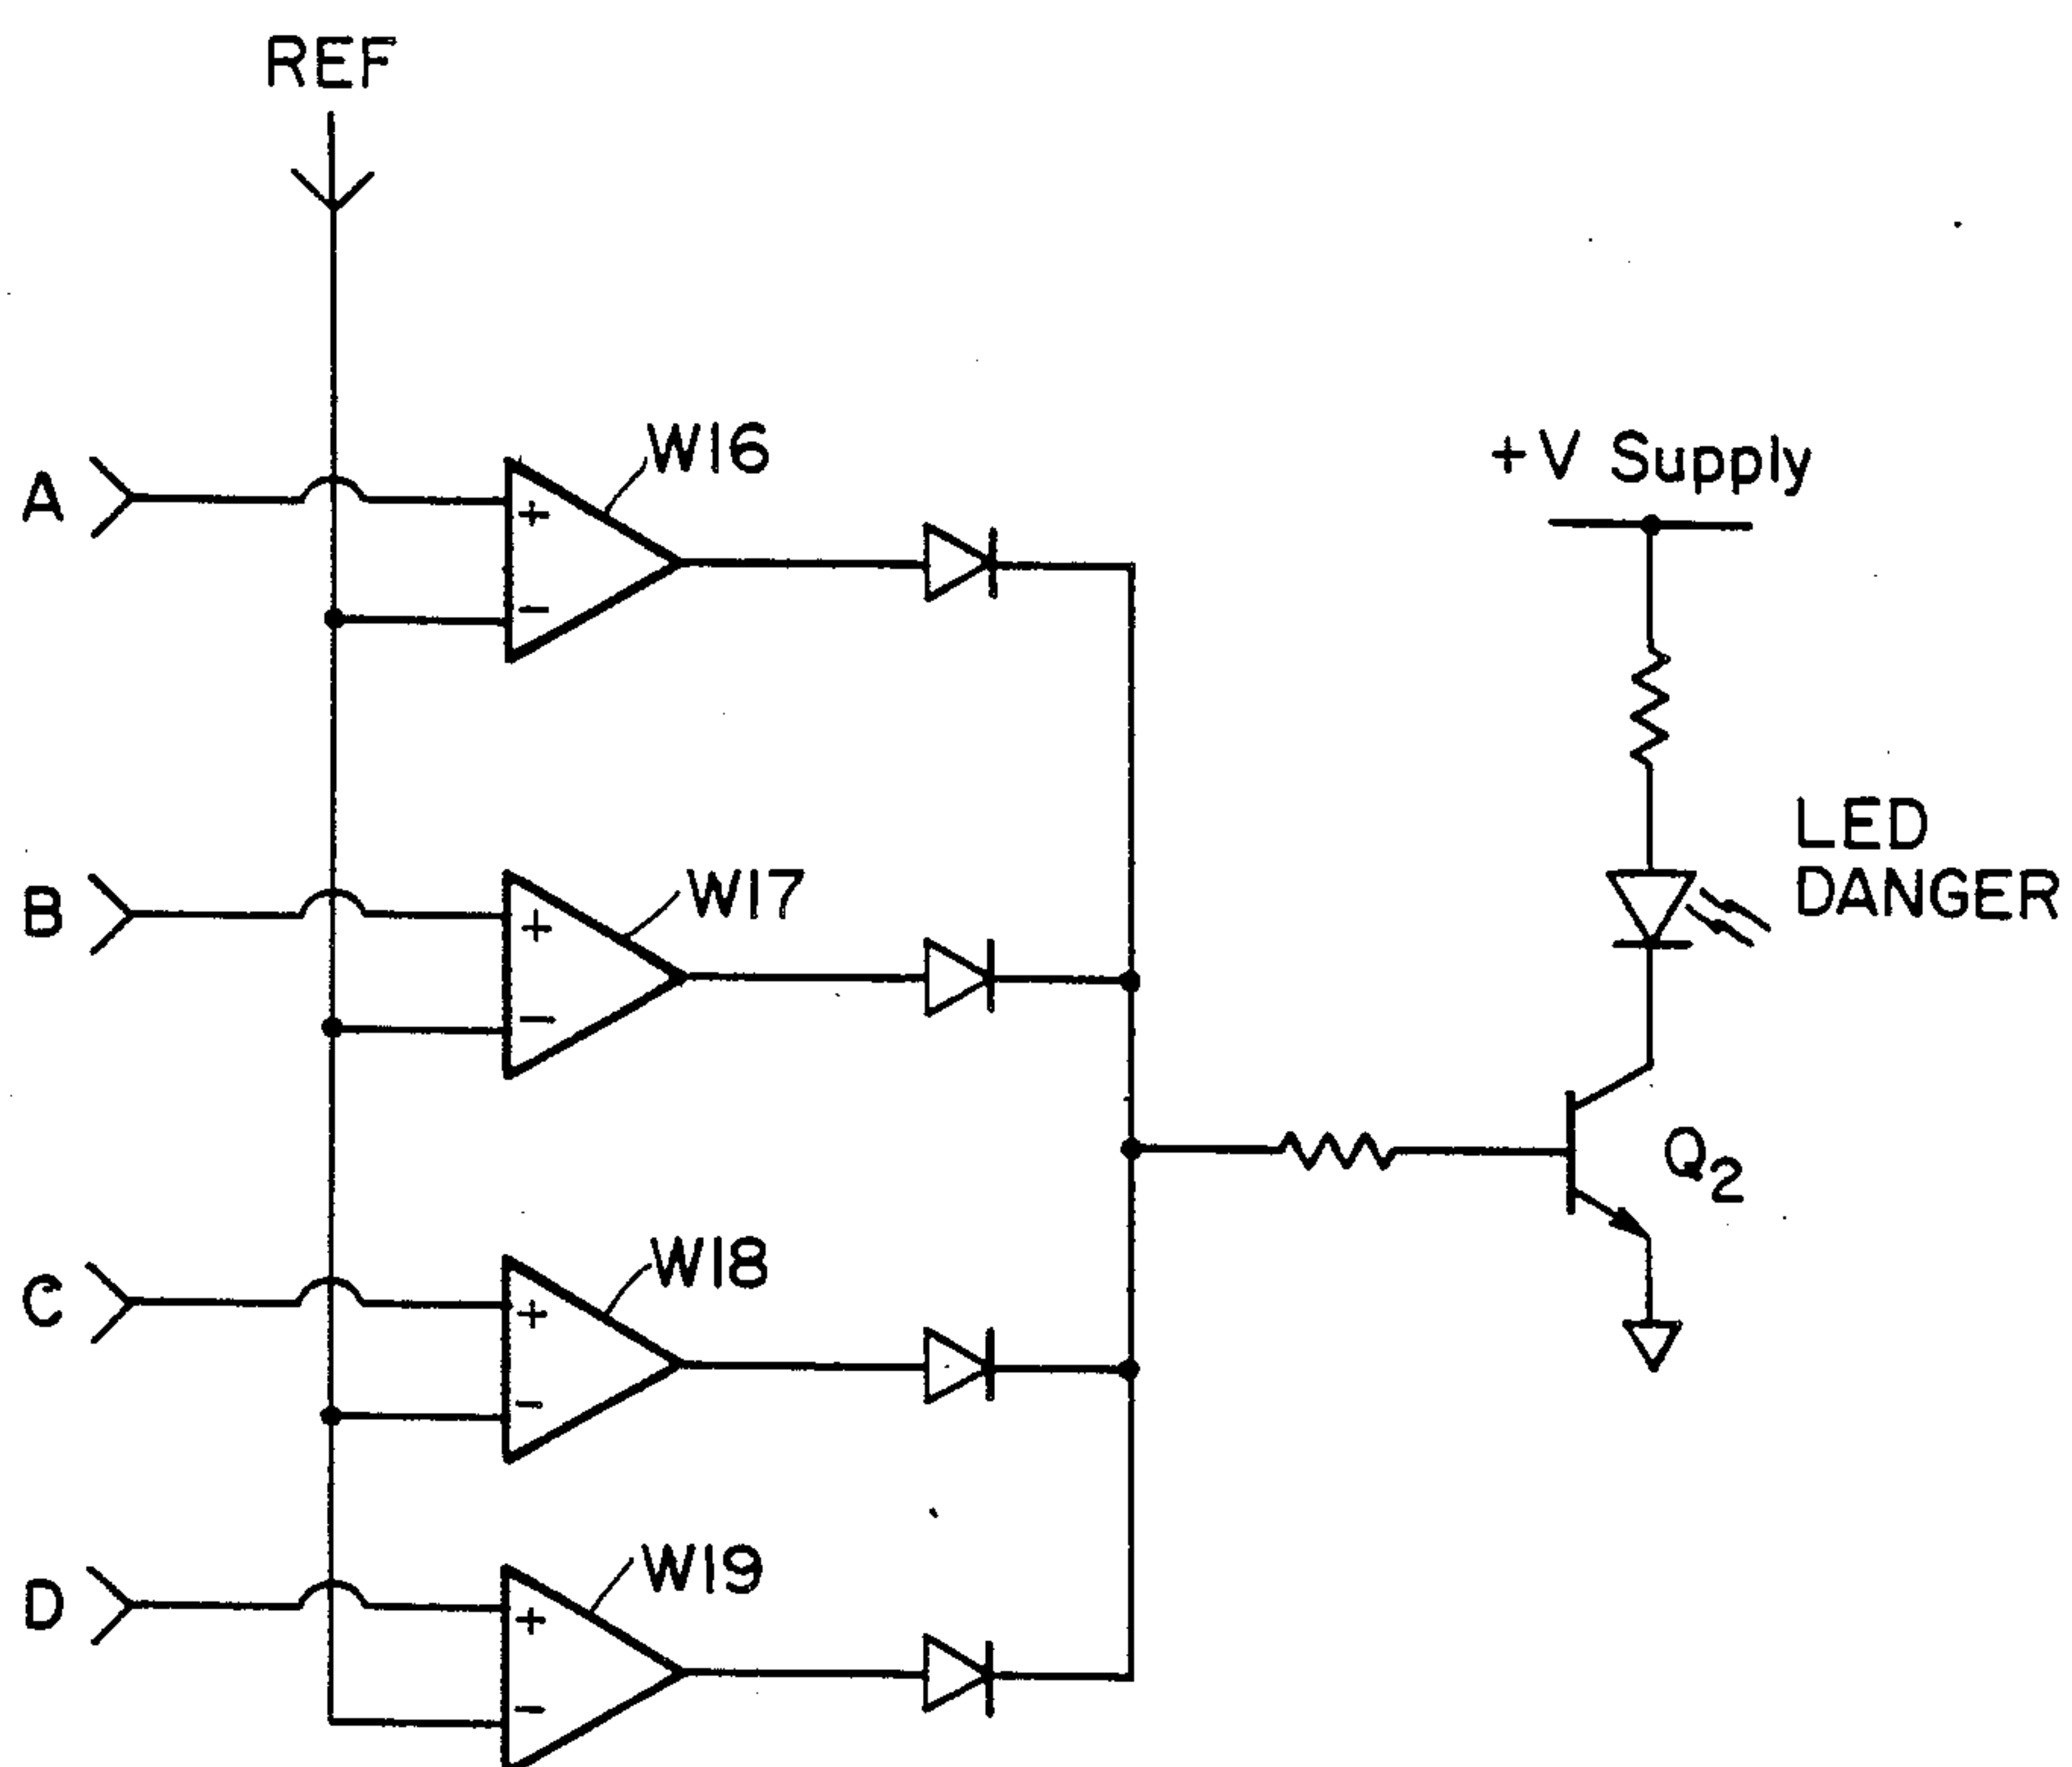 REF
A
+
W16
-
+V Supply
LED
DANGER
B
+
W17
-
Q2
C
+
W18
-
D
+
W19
-